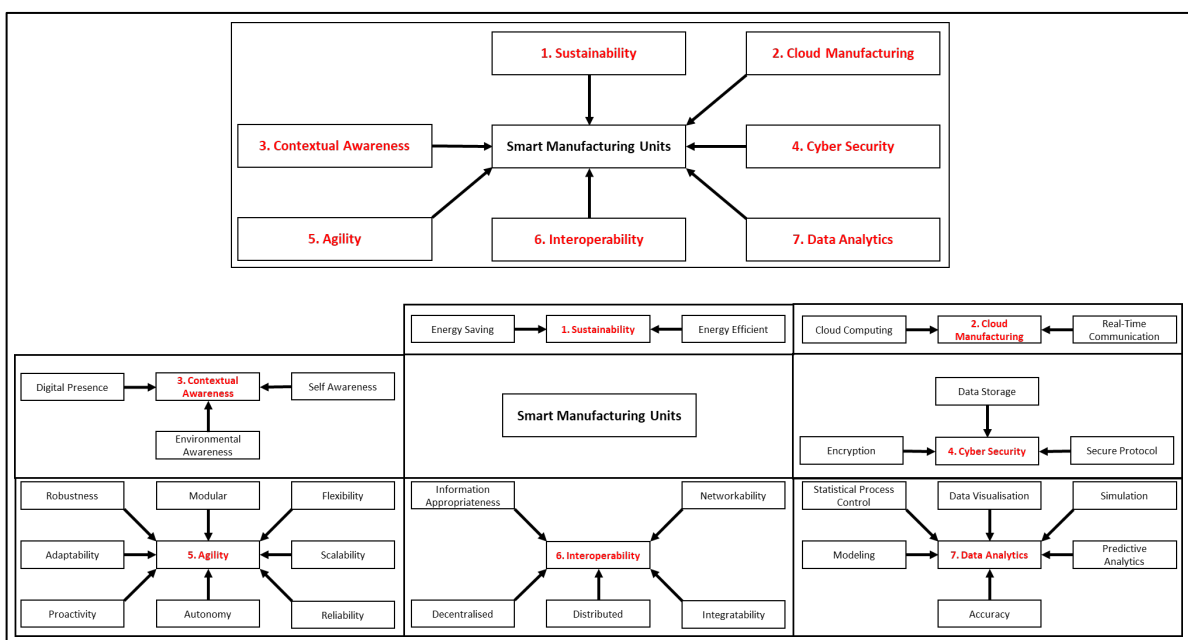 1. Sustainability
2. Cloud Manufacturing
3. Contextual Awareness
Smart Manufacturing Units
4. Cyber Security
5. Agility
6. Interoperability
7. Data Analytics
Energy Saving
1. Sustainability
Energy Efficient
Cloud Computing
2. Cloud
Manufacturing
Real-Time
Communication
Digital Presence
3. Contextual
Awareness
Self Awareness
Environmental
Awareness
Smart Manufacturing Units
Data Storage
Encryption
4. Cyber Security
Secure Protocol
Robustness
Modular
Flexibility
Adaptability
5. Agility
Scalability
Proactivity
Autonomy
Reliability
Information
Appropriateness
Networkability
6. Interoperability
Decentralised
Distributed
Integratability
Statistical Process
Control
Data Visualisation
Simulation
Modeling
7. Data Analytics
Predictive
Analytics
Accuracy